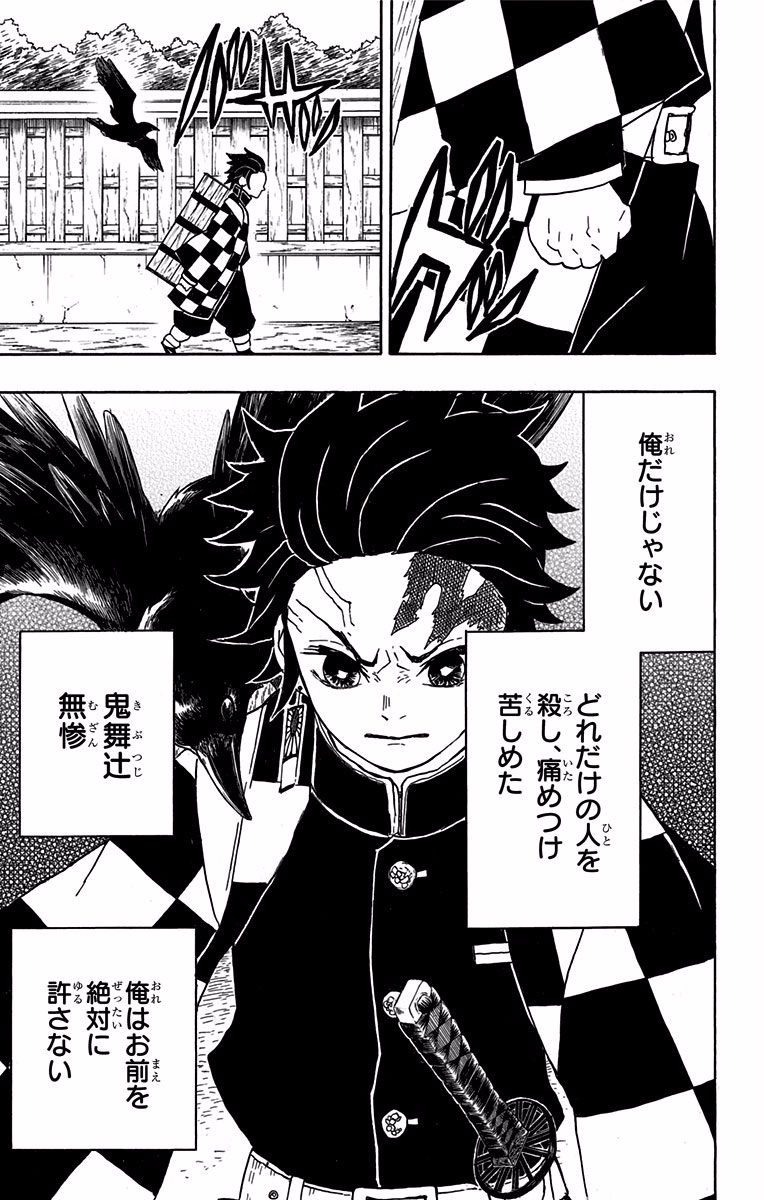 俺だけじゃない
どれだけの人を
殺し、痛めつけ
苦しめた
鬼舞辻
無惨
俺はお前を
絶対に
許さない